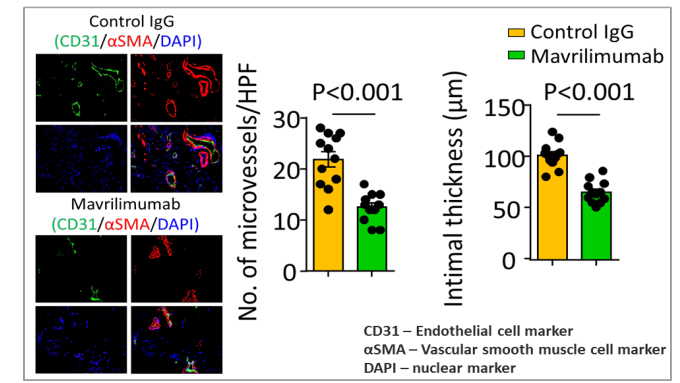 Control IgG
(CD31/αSMA/DAPI)
Mavrilimumab
(CD31/αSMA/DAPI)
No. of microvessels/HPF
30
20
10
0
P<0.001
Intimal thickness (μm)
150
100
50
0
P<0.001
Control IgG
Mavrilimumab
CD31 – Endothelial cell marker
αSMA – Vascular smooth muscle cell marker
DAPI – nuclear marker